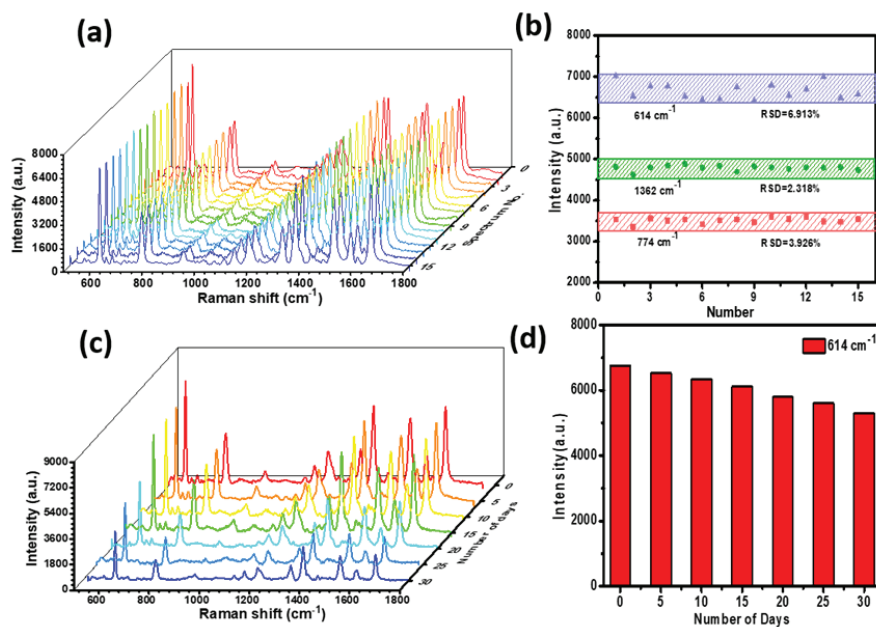 (a)
8000
6400
4800
3200
1600
0
Intensity (a.u.)
600 800 1000 1200 1400 1600 1800
Raman shift (cm-1)
0
3
6
9
12
15
Spectrum No.
(b)
8000
7000
6000
5000
4000
3000
2000
Intensity (a.u.)
614 cm-1 RSD=6.913%
1362 cm-1 RSD=2.318%
774 cm-1 RSD=3.926%
0 3 6 9 12 15
Number
(c)
9000
7200
5400
3600
1800
0
Intensity (a.u.)
600 800 1000 1200 1400 1600 1800
Raman shift (cm-1)
0
5
10
15
20
25
30
Number of days
(d)
8000
6000
4000
2000
0
Intensity (a.u.)
614 cm-1
0 5 10 15 20 25 30
Number of Days